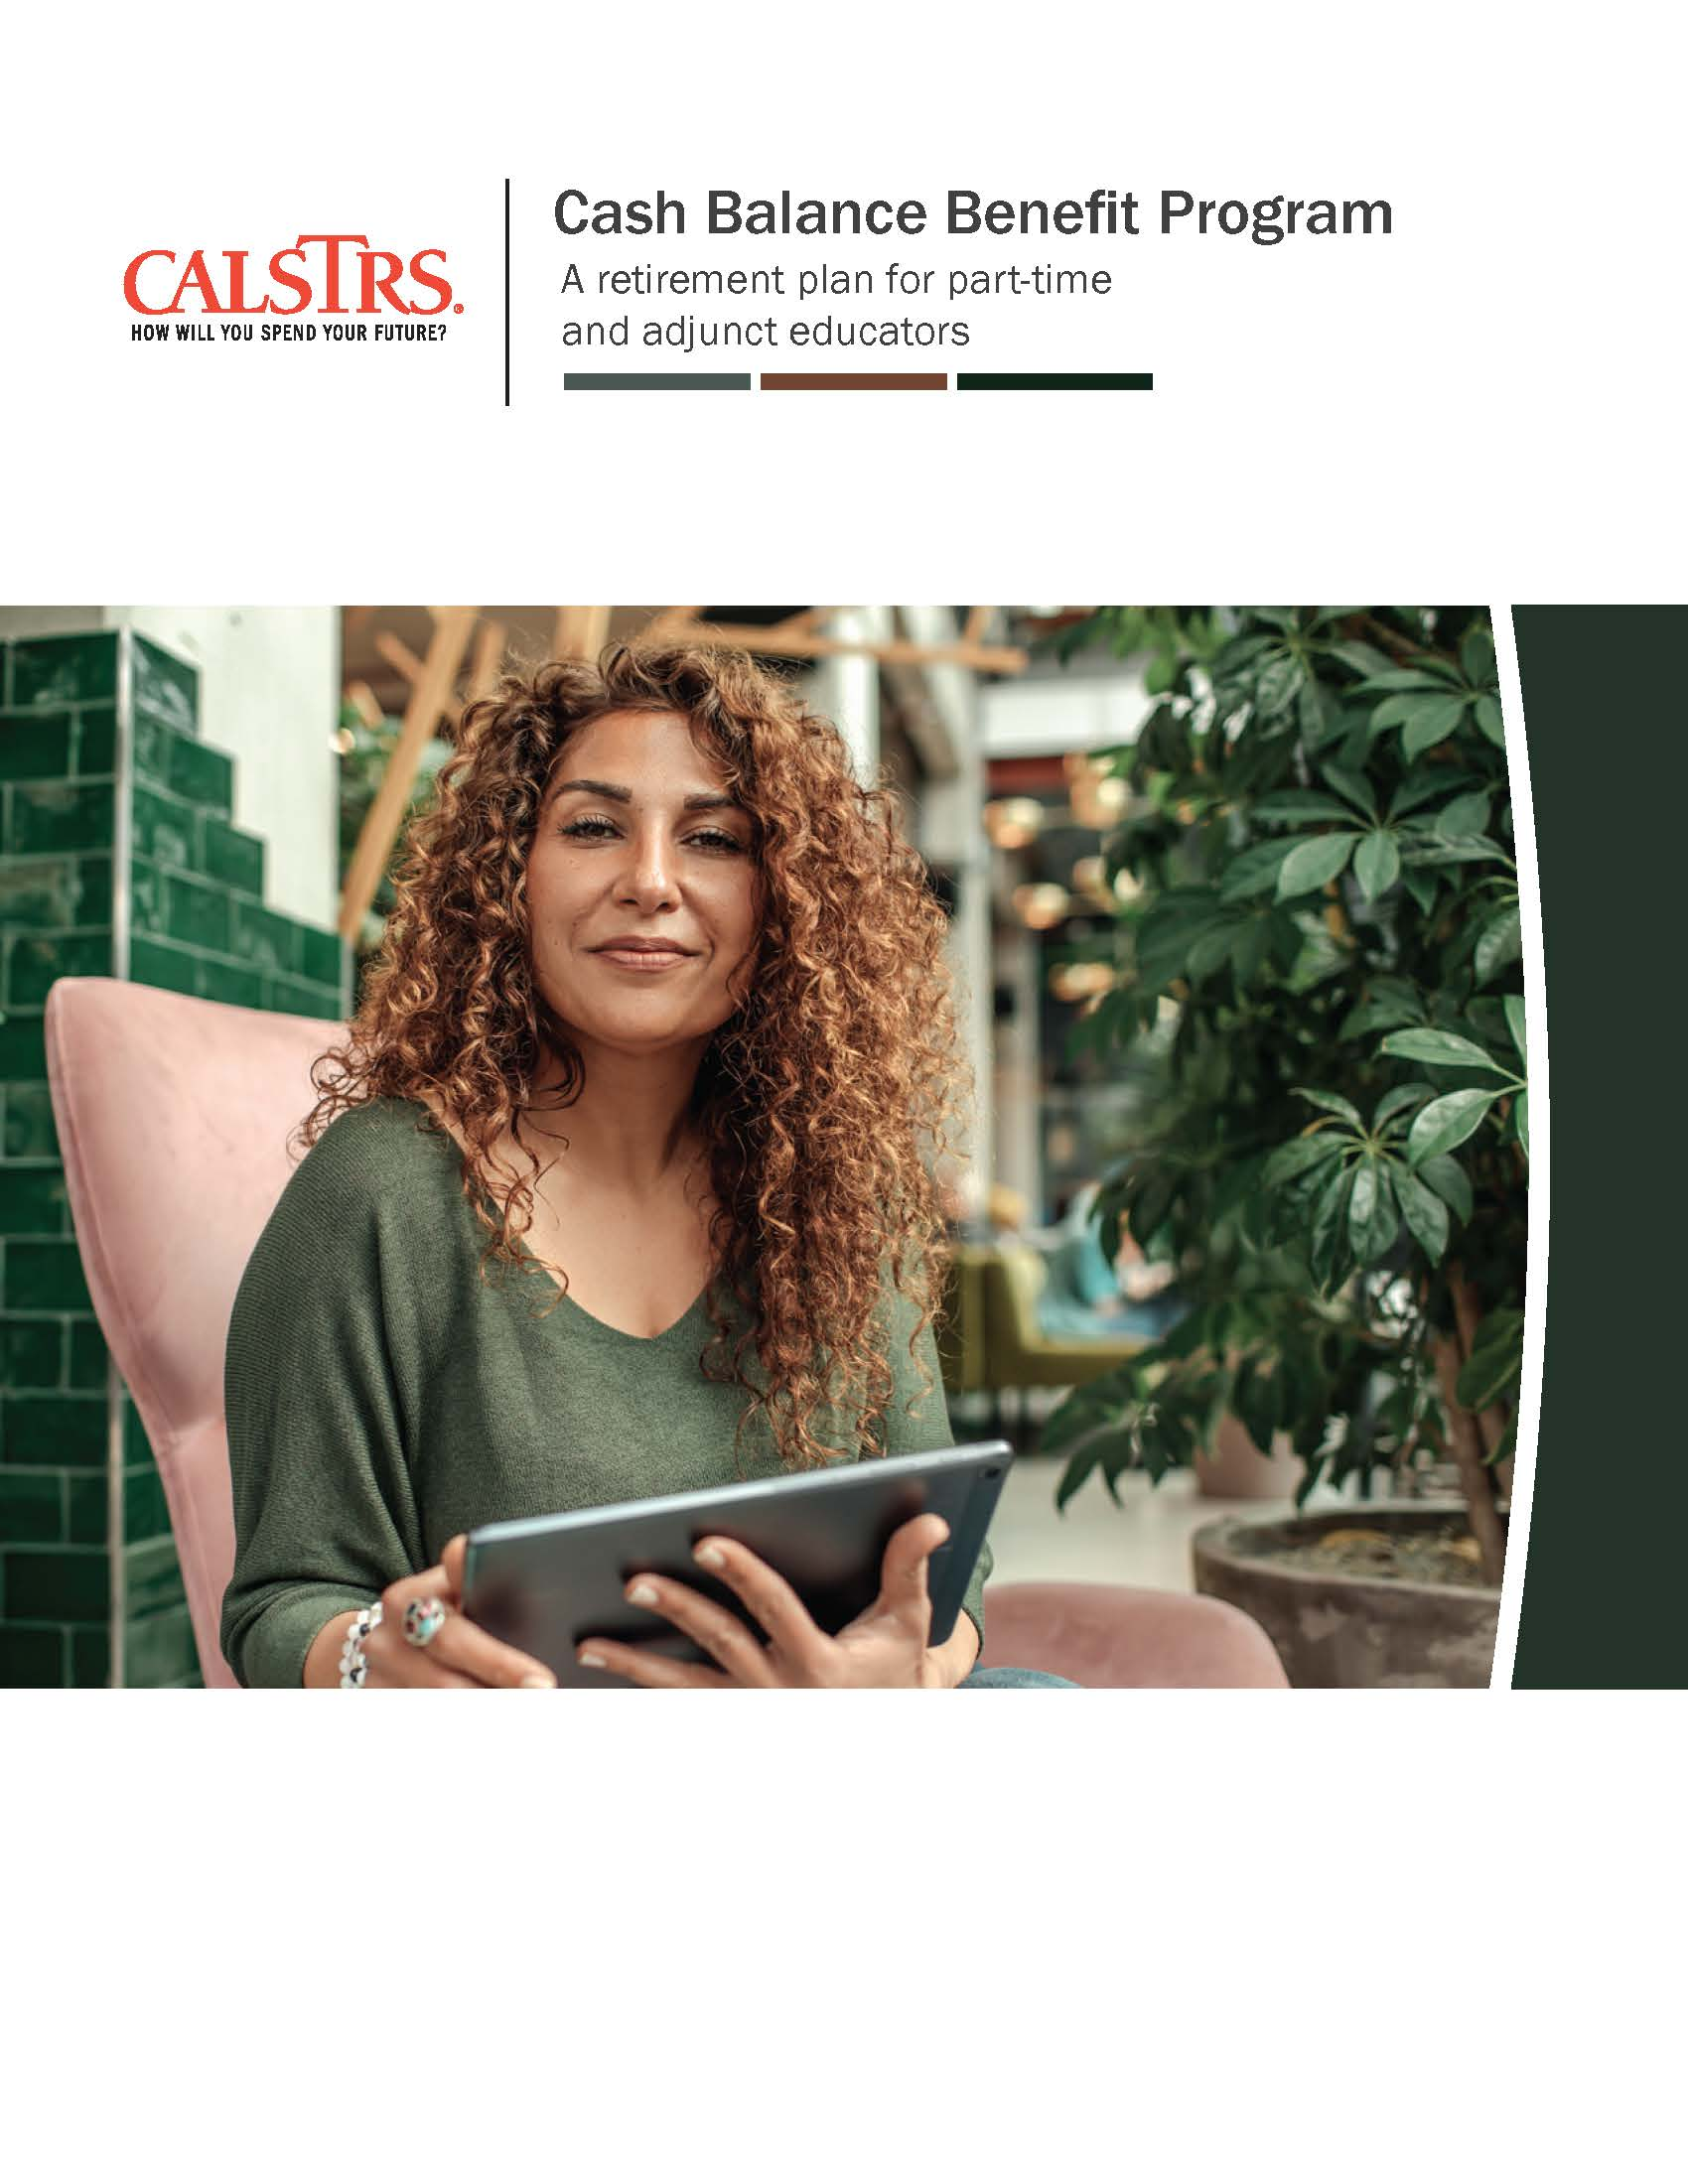 Cash Balance Benefit Program
A retirement plan for part-time
and adjunct educators
CALSTRS®
HOW WILL YOU SPEND YOUR FUTURE?